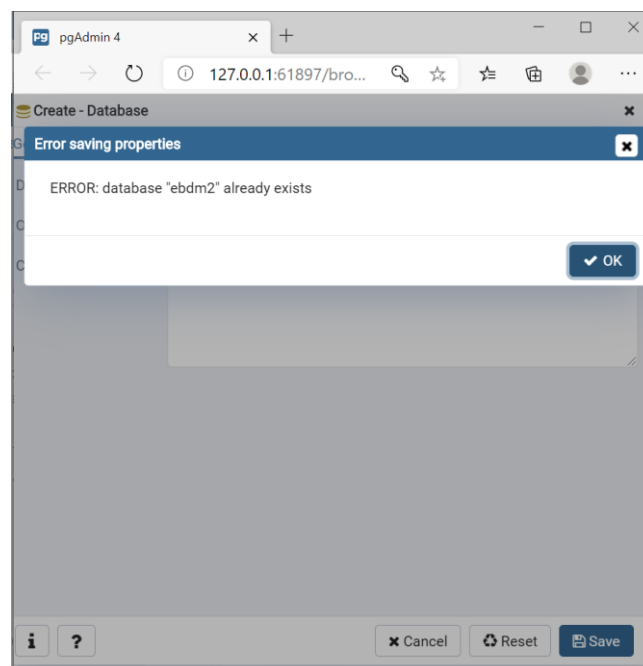 pg pgAdmin 4
127.0.0.1:61897/bro...
Create - Database
Error saving properties
ERROR: database "ebdm2" already exists
OK
i ? Cancel Reset Save